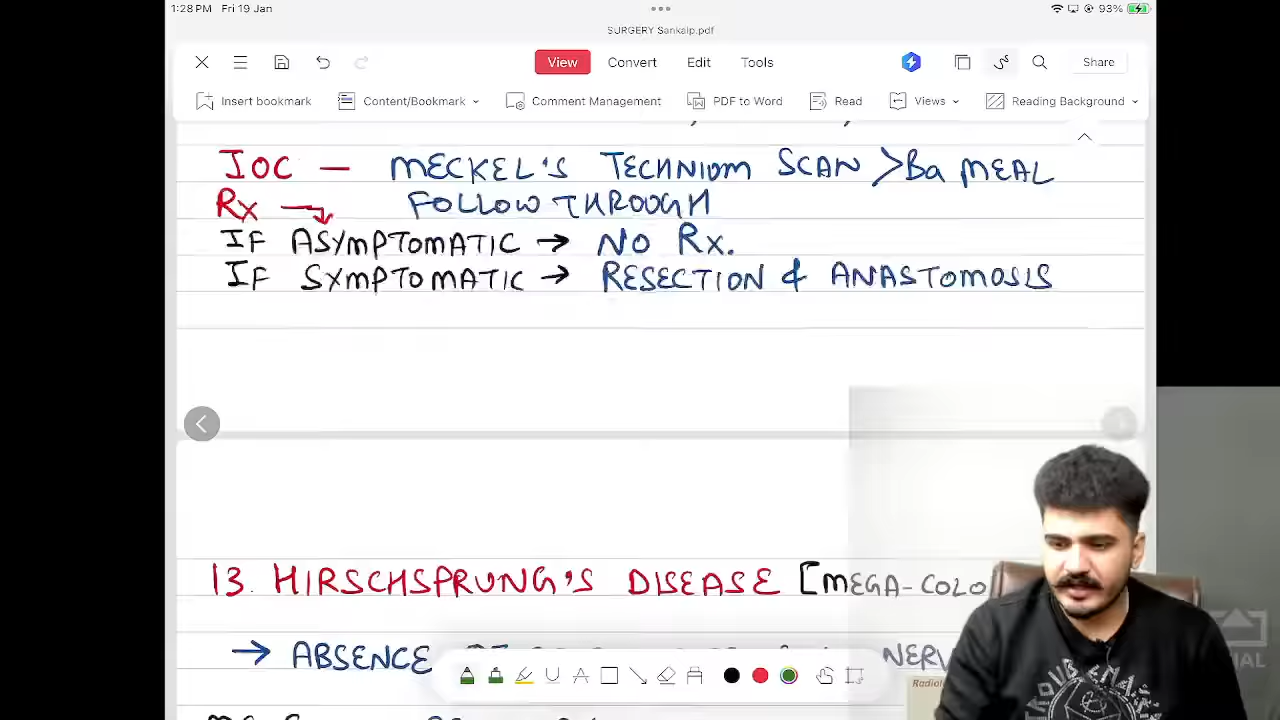 1:28 PM Fri 19 Jan
93%
SURGERY Sankalp.pdf
View Convert Edit Tools Share
Insert bookmark Content/Bookmark Comment Management PDF to Word Read Views Reading Background
IOC — MECKEL'S TECHNIUM SCAN > Ba MEAL
Rx → FOLLOW THROUGH
IF ASYMPTOMATIC → NO Rx.
IF SYMPTOMATIC → RESECTION & ANASTOMOSIS
13. HIRSCHSPRUNG'S DISEASE [MEGA-COLO
→ ABSENCE NERV